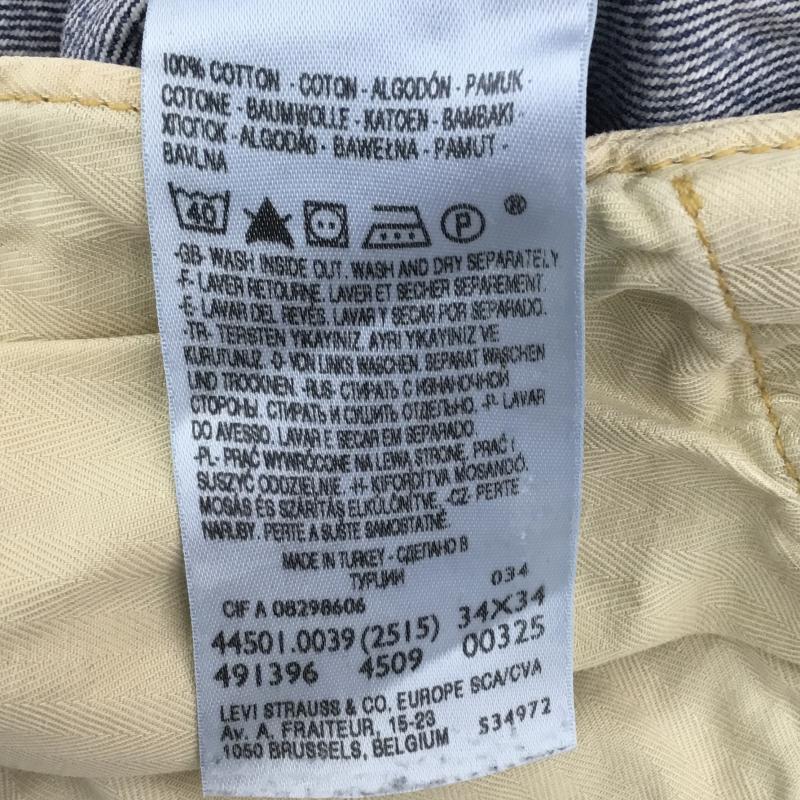 100% COTTON - COTON - ALGODÓN - PAMUK -
COTONE - BAUMWOLLE - KATOEN - BAMBAKI -
ХПОПОК - ALGODÃO - BAWEŁNA - PAMUT -
BAVLNA
40 P ®
-GB- WASH INSIDE OUT. WASH AND DRY SEPARATELY
-F- LAVER RETOURNE. LAVER ET SECHER SEPAREMENT.
-E- LAVAR DEL REVÉS. LAVAR Y SECAR POR SEPARADO.
-TR- TERSTEN YIKAYINIZ. AYRI YIKAYINIZ VE
KURUTUNUZ. -D- VON LINKS WASCHEN. SEPARAT WASCHEN
UND TROCKNEN. -RUS- СТИРАТЬ С ИЗНАНОЧНОЙ
СТОРОНЫ. СТИРАТЬ И СУШИТЬ ОТДЕЛЬНО. -P- LAVAR
DO AVESSO. LAVAR E SECAR EM SEPARADO.
-PL- PRAĆ WYWRÓCONE NA LEWĄ STRONĘ, PRAĆ I
SUSZYĆ ODDZIELNIE. -H- KIFORDÍTVA MOSANDÓ.
MOSÁS ÉS SZÁRÍTÁS ELKÜLÖNÍTVE. -CZ- PERTE
NARUBY. PERTE A SUŠTE SAMOSTATNĚ.
MADE IN TURKEY - СДЕЛАНО В
ТУРЦИИ
034
CIF A 08298606
44501.0039 (2515) 34X34
491396 4509 00325
LEVI STRAUSS & CO, EUROPE SCA/CVA
Av. A. FRAITEUR, 15-23 S34972
1050 BRUSSELS, BELGIUM